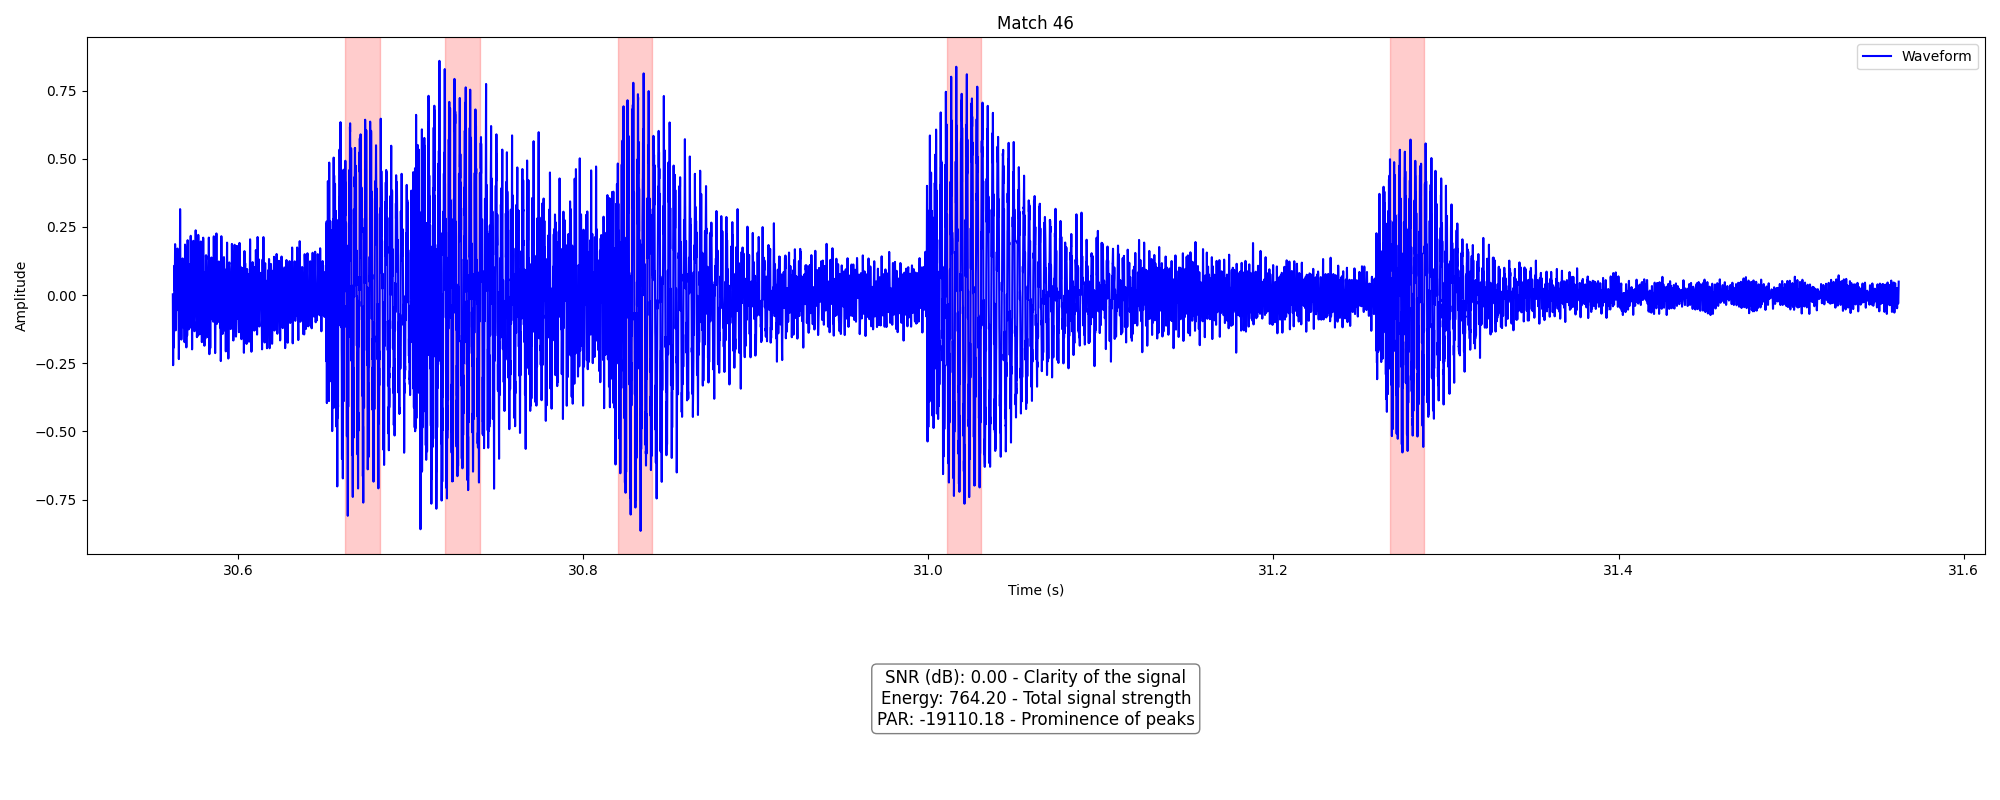 Match 46
Waveform
Amplitude
0.75
0.50
0.25
0.00
−0.25
−0.50
−0.75
30.6 30.8 31.0 31.2 31.4 31.6
Time (s)
SNR (dB): 0.00 - Clarity of the signal
Energy: 764.20 - Total signal strength
PAR: -19110.18 - Prominence of peaks